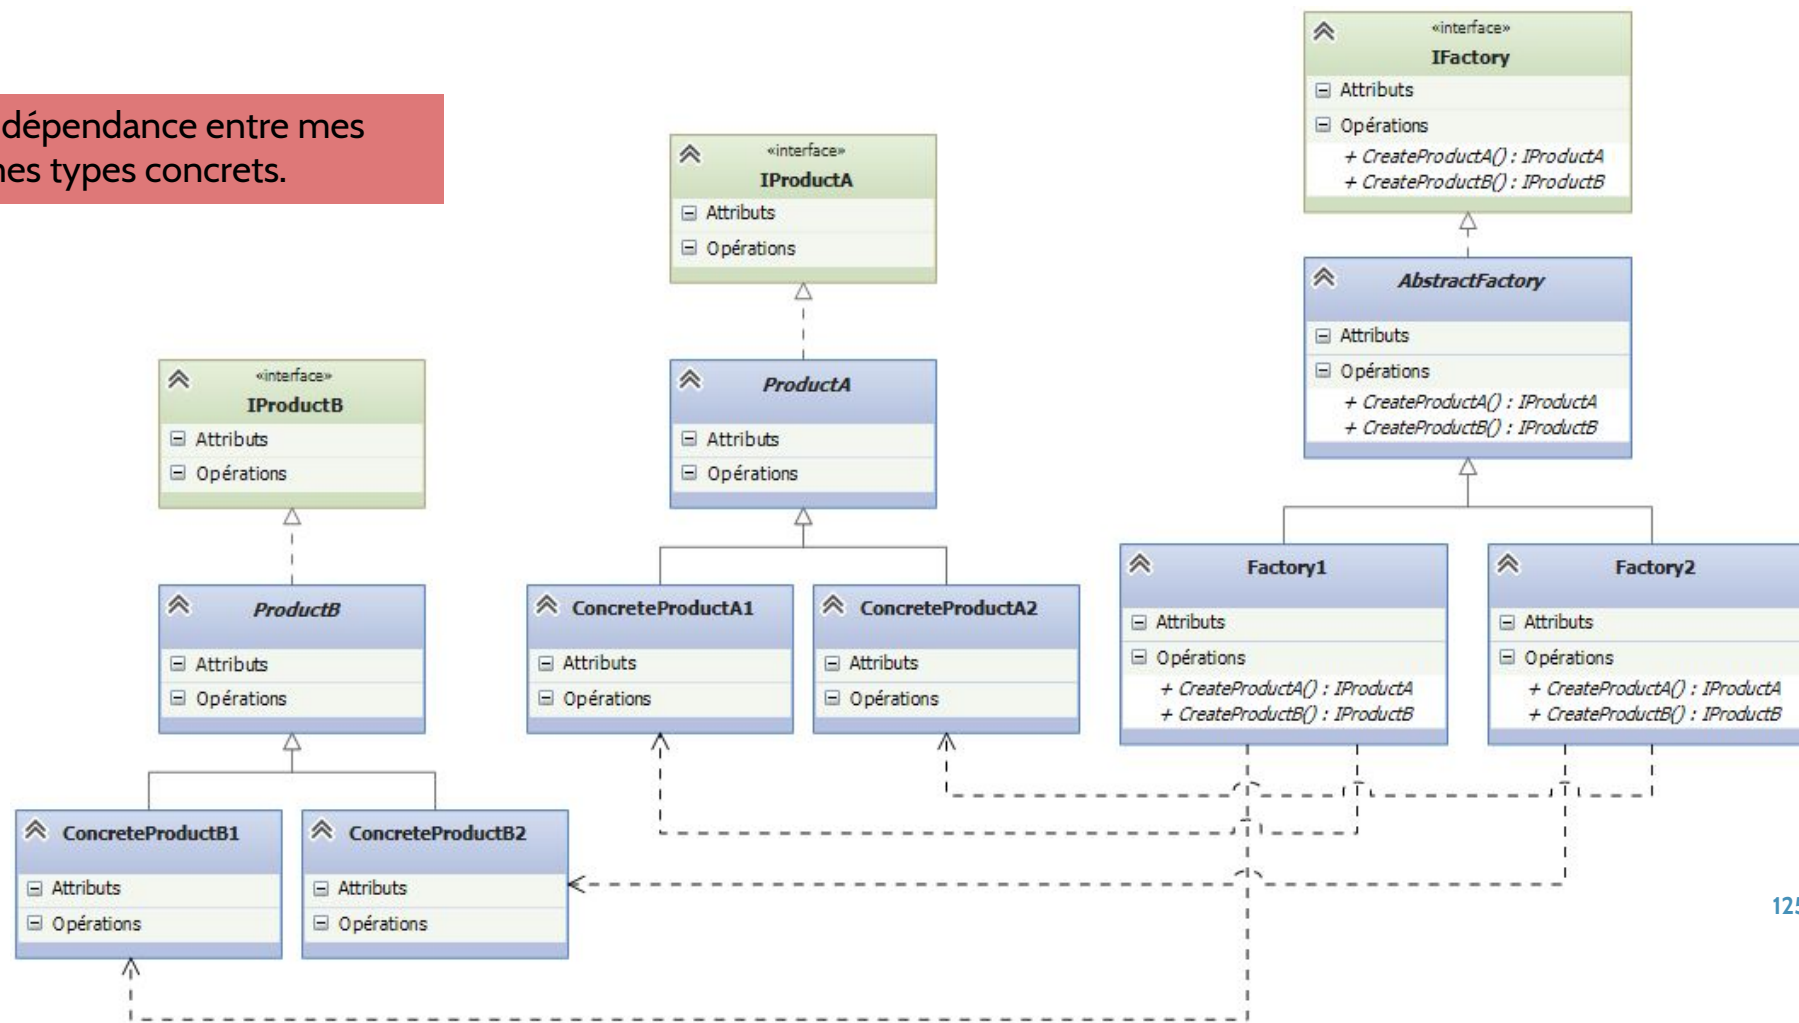 dépendance entre mes
mes types concrets.
«interface»
IFactory
Attributs
Opérations
+ CreateProductA() : IProductA
+ CreateProductB() : IProductB
«interface»
IProductA
Attributs
Opérations
AbstractFactory
Attributs
Opérations
+ CreateProductA() : IProductA
+ CreateProductB() : IProductB
«interface»
IProductB
Attributs
Opérations
ProductA
Attributs
Opérations
ProductB
Attributs
Opérations
ConcreteProductA1
Attributs
Opérations
ConcreteProductA2
Attributs
Opérations
Factory1
Attributs
Opérations
+ CreateProductA() : IProductA
+ CreateProductB() : IProductB
Factory2
Attributs
Opérations
+ CreateProductA() : IProductA
+ CreateProductB() : IProductB
ConcreteProductB1
Attributs
Opérations
ConcreteProductB2
Attributs
Opérations
125